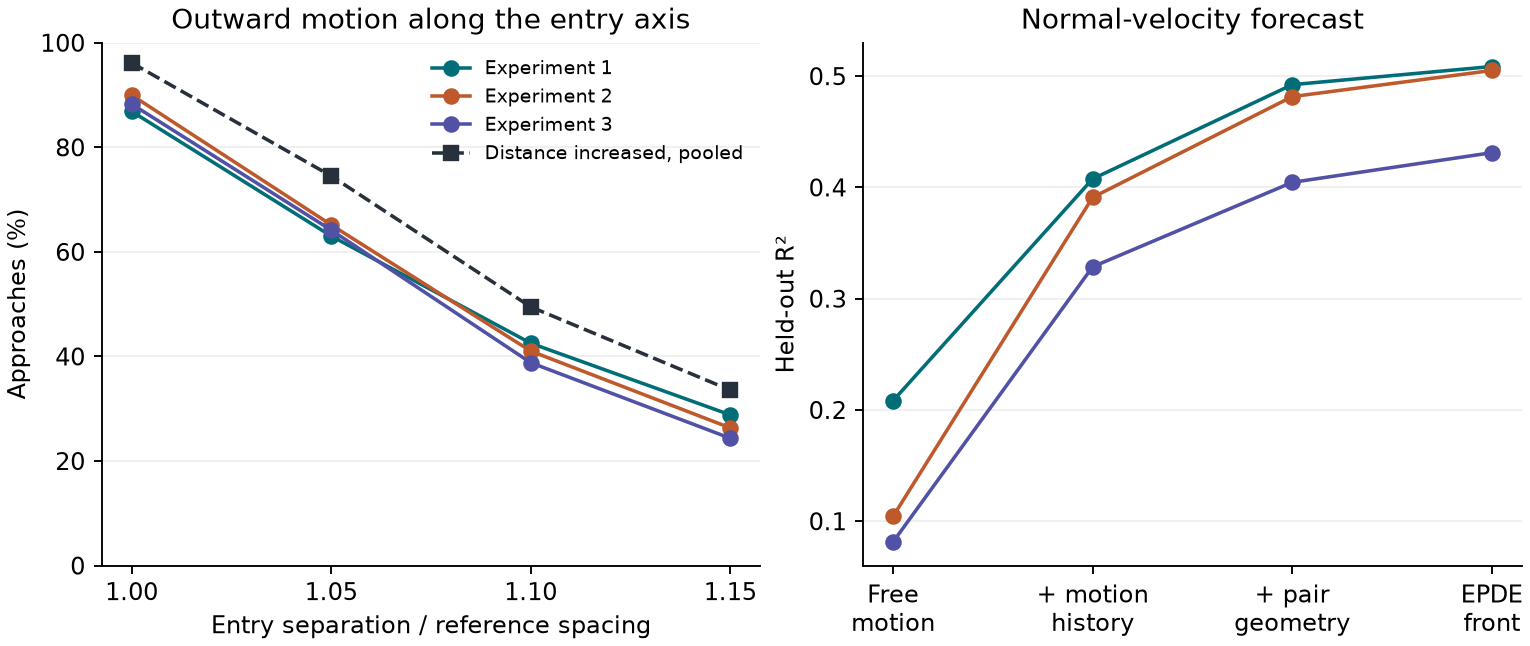 Outward motion along the entry axis
100
80
60
40
20
0
Approaches (%)
1.00
1.05
1.10
1.15
Entry separation / reference spacing
Experiment 1
Experiment 2
Experiment 3
Distance increased, pooled
Normal-velocity forecast
0.5
0.4
0.3
0.2
0.1
Held-out R²
Free
motion
+ motion
history
+ pair
geometry
EPDE
front